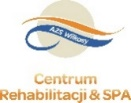 AZS Wilkasy
Centrum
Rehabilitacji & SPA